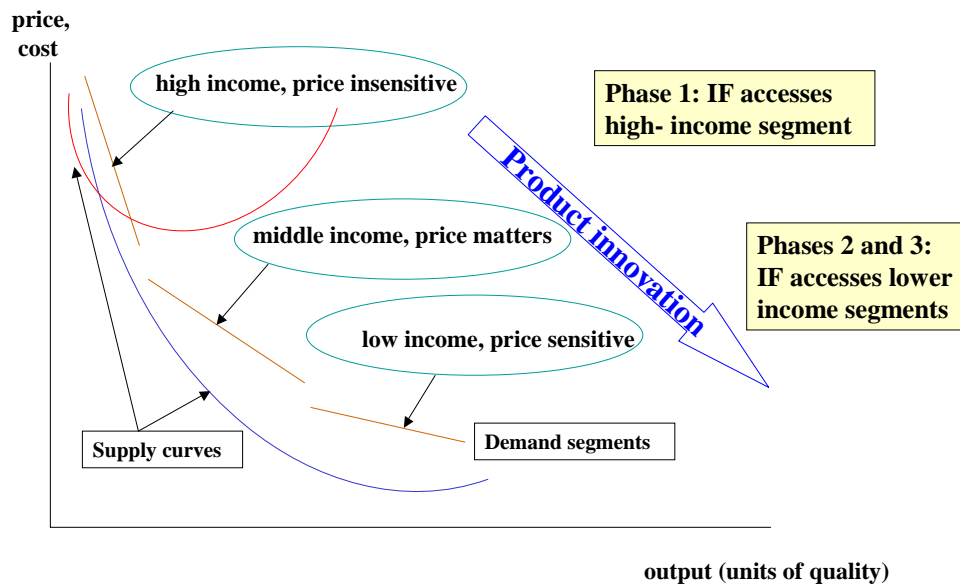 price,
cost
high income, price insensitive
Phase 1: IF accesses
high- income segment
Product innovation
middle income, price matters
Phases 2 and 3:
IF accesses lower
income segments
low income, price sensitive
Supply curves
Demand segments
output (units of quality)